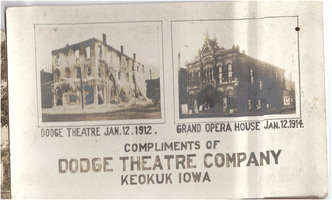 DODGE THEATRE JAN. 12. 1912.
GRAND OPERA HOUSE JAN. 12. 1914.
COMPLIMENTS OF
DODGE THEATRE COMPANY
KEOKUK IOWA